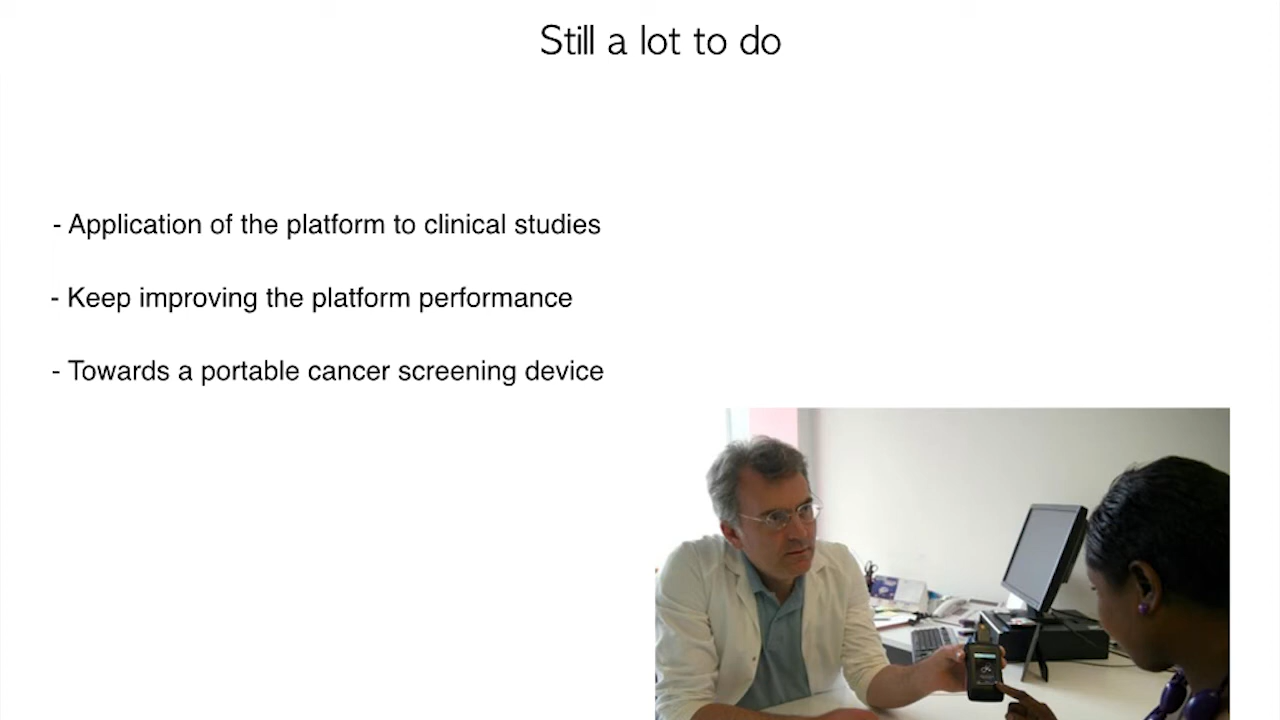 Still a lot to do
- Application of the platform to clinical studies
- Keep improving the platform performance
- Towards a portable cancer screening device